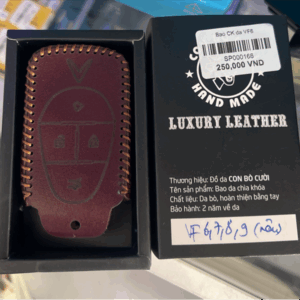 Bao CK da VF6
SP000168
250,000 VND
HAND MADE
LUXURY LEATHER
Thương hiệu: Đồ da CON BÒ CƯỜI
Tên sản phẩm: Bao da chìa khóa
Chất liệu: Da bò, hoàn thiện bằng tay
Bảo hành: 2 năm về da
VF 6,7,8,9 (nâu)